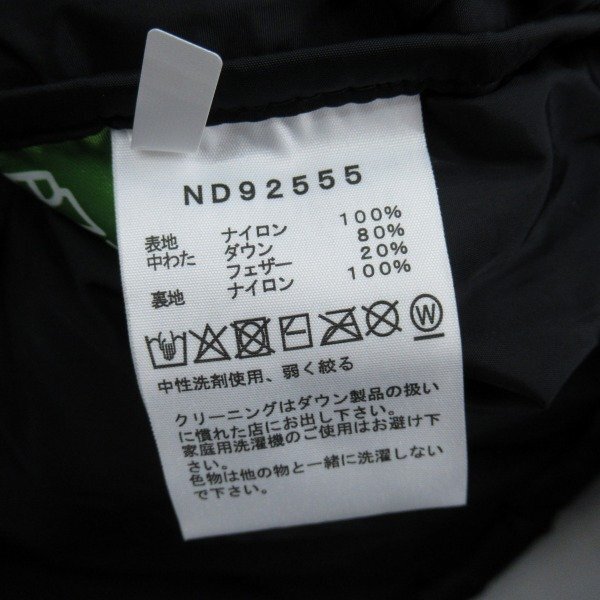 ND92555
表地 ナイロン 100%
中わた ダウン 80%
フェザー 20%
裏地 ナイロン 100%
W
中性洗剤使用、弱く絞る
クリーニングはダウン製品の扱い
に慣れた店にお出し下さい。
家庭用洗濯機のご使用はお避け下
さい。
色物は他の物と一緒に洗濯しない
で下さい。